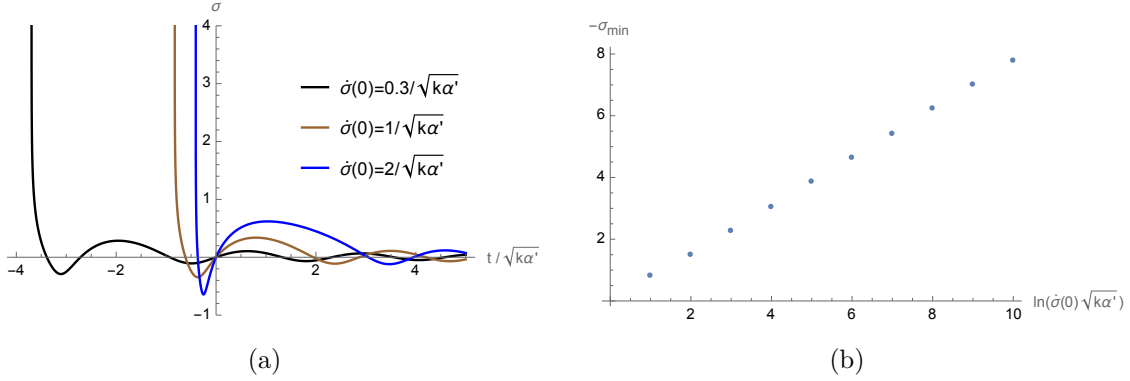 σ
4
3
2
1
-1
-4
-2
2
4
t / √kα'
σ̇(0)=0.3/√kα'
σ̇(0)=1/√kα'
σ̇(0)=2/√kα'
(a)
-σmin
8
6
4
2
2
4
6
8
10
ln(σ̇(0) √kα')
(b)